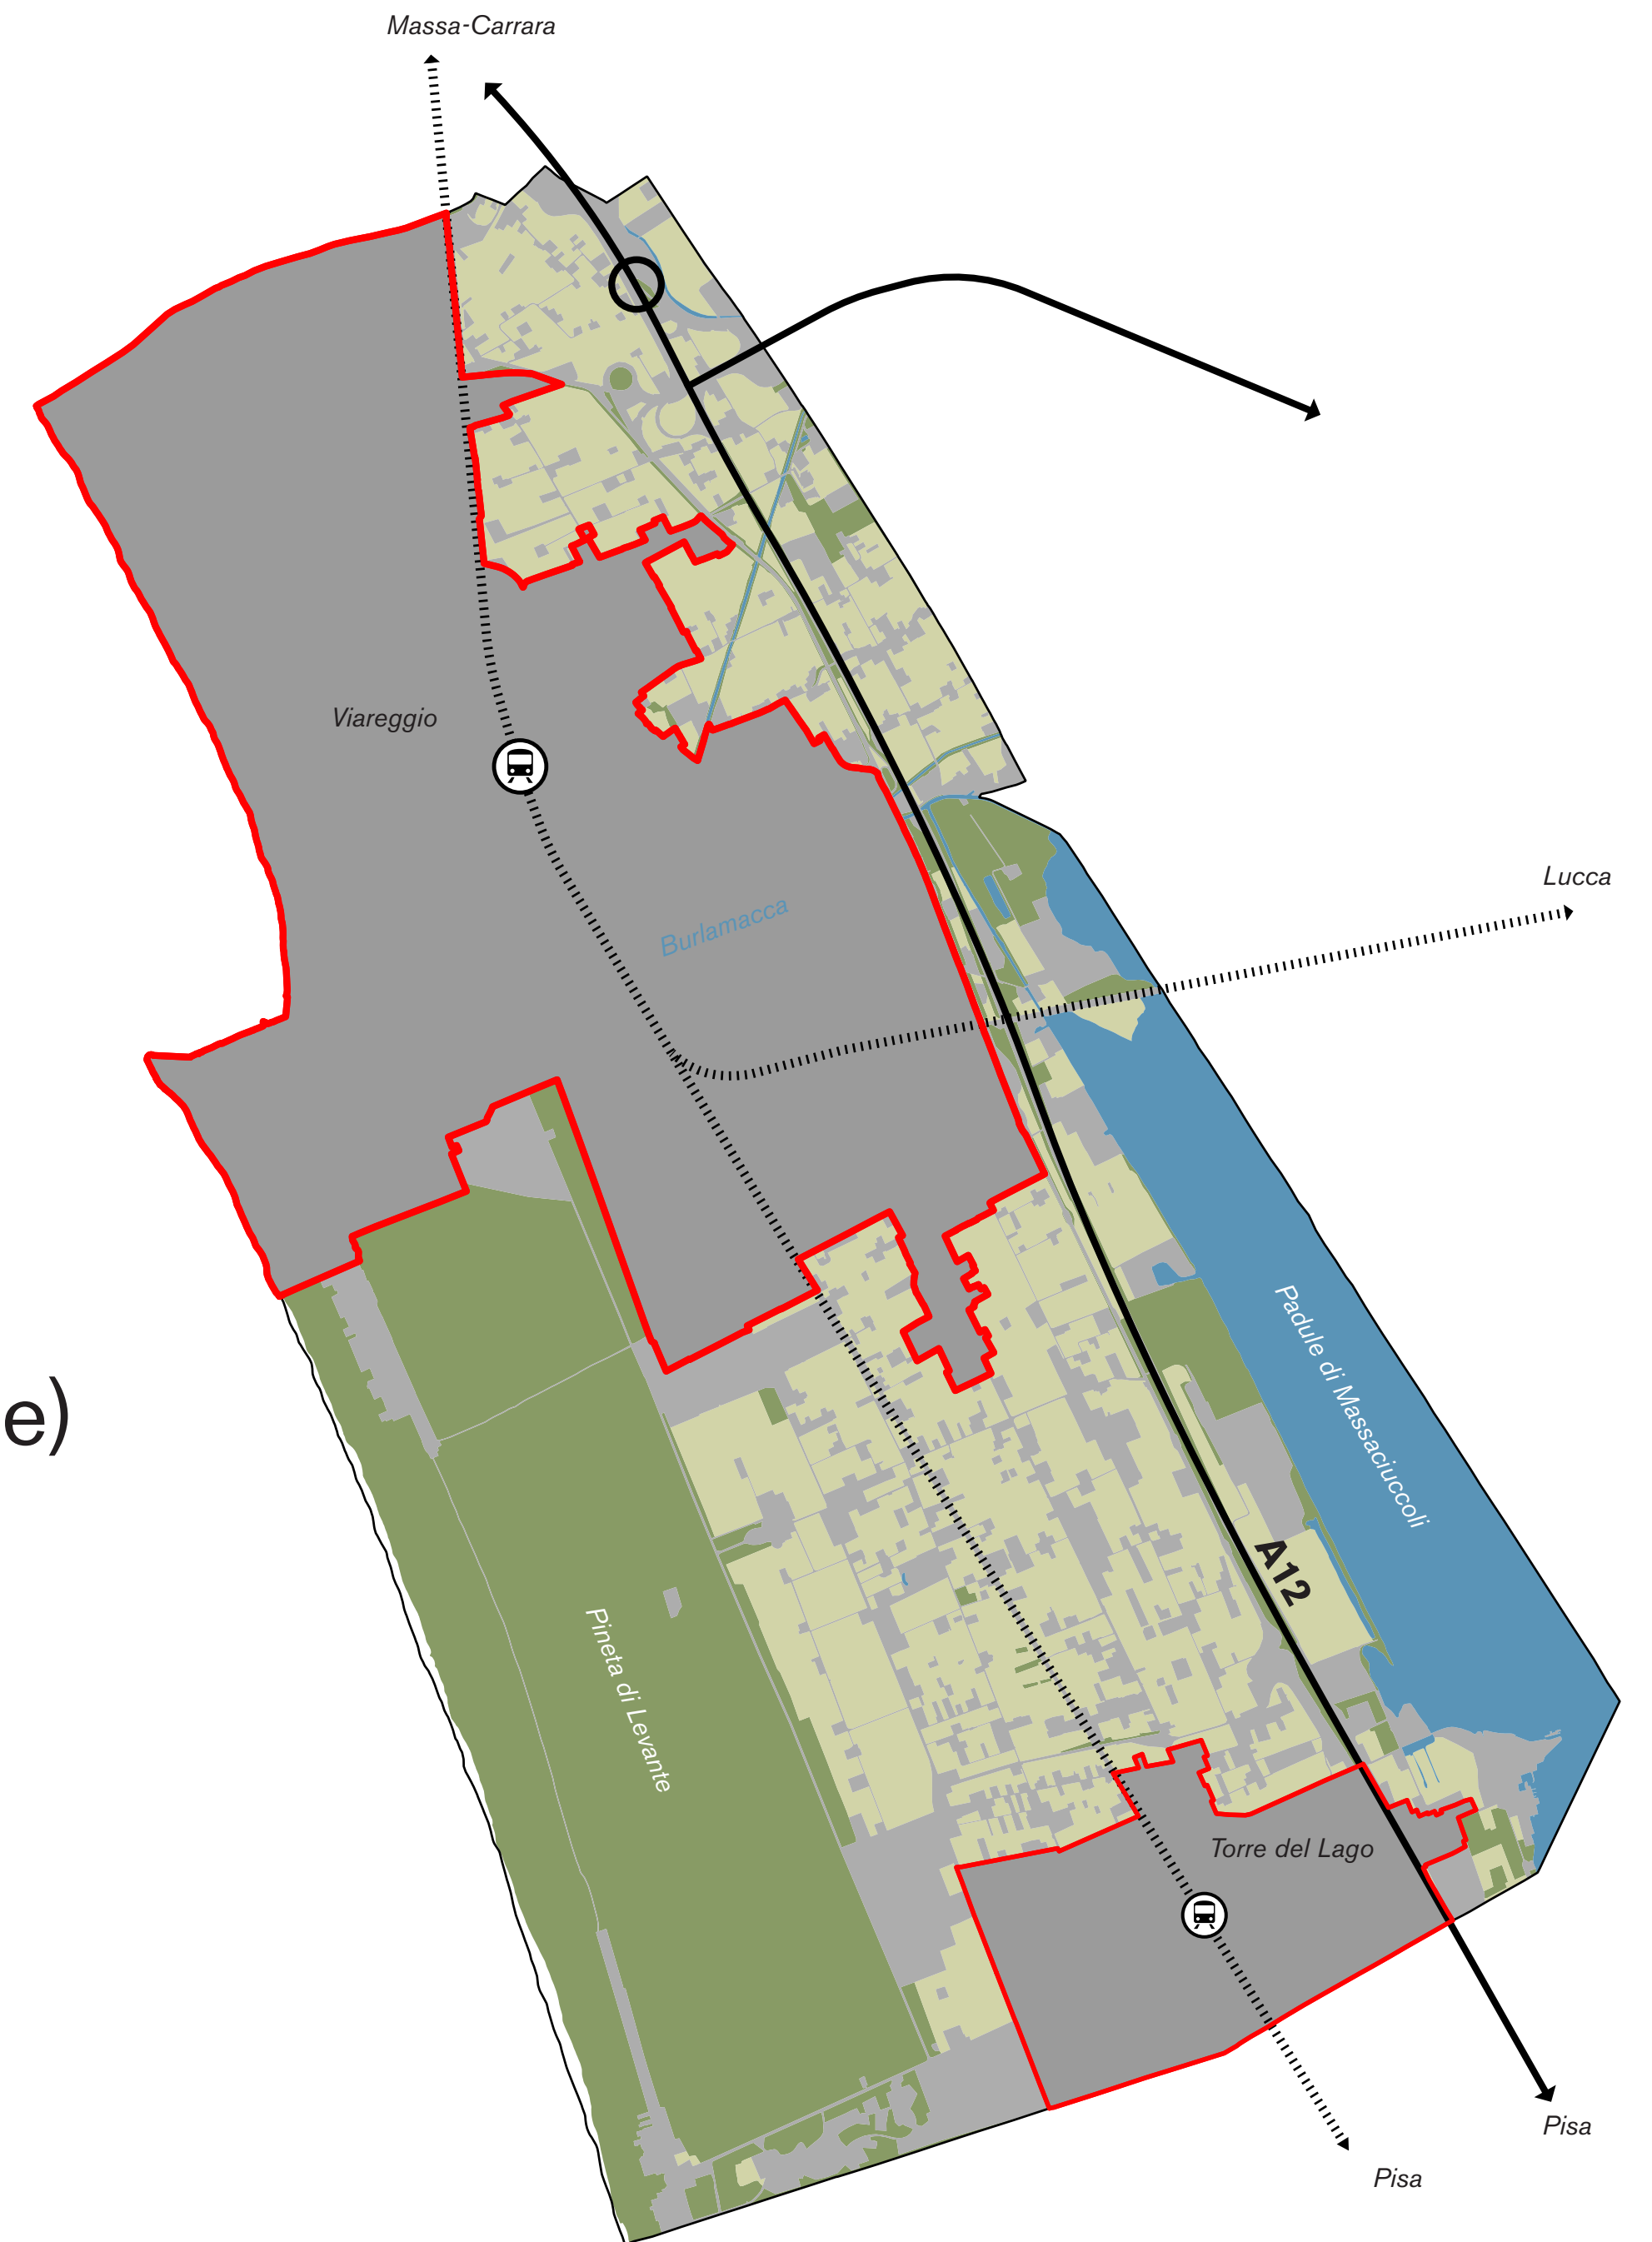 Massa-Carrara
Viareggio
Lucca
Burlamacca
Padule di Massaciuccoli
e)
A12
Pineta di Levante
Torre del Lago
Pisa
Pisa